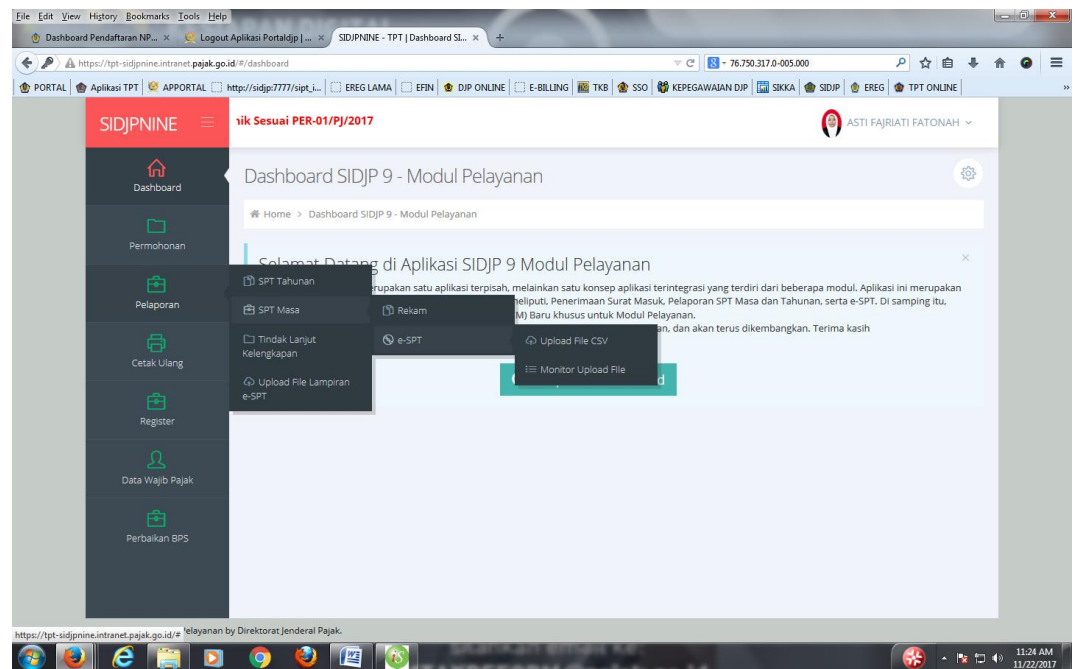 File Edit View History Bookmarks Tools Help
Dashboard Pendaftaran NP... × Logout Aplikasi Portaldjp | ... × SIDJPNINE - TPT | Dashboard SI... × +
https://tpt-sidjpnine.intranet.pajak.go.id/#/dashboard 76.750.317.0-005.000
PORTAL Aplikasi TPT APPORTAL http://sidjp:7777/sipt_i... EREG LAMA EFIN DJP ONLINE E-BILLING TKB SSO KEPEGAWAIAN DJP SIKKA SIDJP EREG TPT ONLINE »
SIDJPNINE nik Sesuai PER-01/PJ/2017 ASTI FAJRIATI FATONAH
Dashboard
Dashboard SIDJP 9 - Modul Pelayanan
Home > Dashboard SIDJP 9 - Modul Pelayanan
Permohonan
Selamat Datang di Aplikasi SIDJP 9 Modul Pelayanan ×
Pelaporan
SPT Tahunan
SPT Masa
Tindak Lanjut
Kelengkapan
Upload File Lampiran
e-SPT
Rekam
e-SPT
Upload File CSV
Monitor Upload File
rupakan satu aplikasi terpisah, melainkan satu konsep aplikasi terintegrasi yang terdiri dari beberapa modul. Aplikasi ini merupakan
meliputi, Penerimaan Surat Masuk, Pelaporan SPT Masa dan Tahunan, serta e-SPT. Di samping itu,
M) Baru khusus untuk Modul Pelayanan.
an, dan akan terus dikembangkan. Terima kasih
d
Cetak Ulang
Register
Data Wajib Pajak
Perbaikan BPS
https://tpt-sidjpnine.intranet.pajak.go.id/# Pelayanan by Direktorat Jenderal Pajak.
11:24 AM
11/22/2017